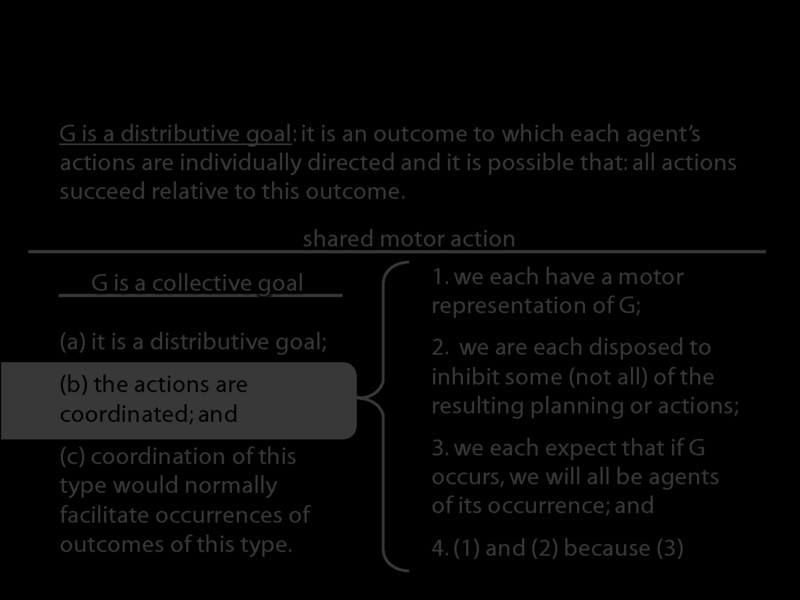 G is a distributive goal: it is an outcome to which each agent’s
actions are individually directed and it is possible that: all actions
succeed relative to this outcome.
shared motor action
G is a collective goal
(a) it is a distributive goal;
(b) the actions are
coordinated; and
(c) coordination of this
type would normally
facilitate occurrences of
outcomes of this type.
1. we each have a motor
representation of G;
2. we are each disposed to
inhibit some (not all) of the
resulting planning or actions;
3. we each expect that if G
occurs, we will all be agents
of its occurrence; and
4. (1) and (2) because (3)